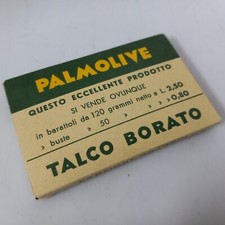 PALMOLIVE
QUESTO ECCELLENTE PRODOTTO
SI VENDE OVUNQUE
in barattoli da 120 grammi netto a L. 2,50
» buste » 50 » » » 0,80
TALCO BORATO